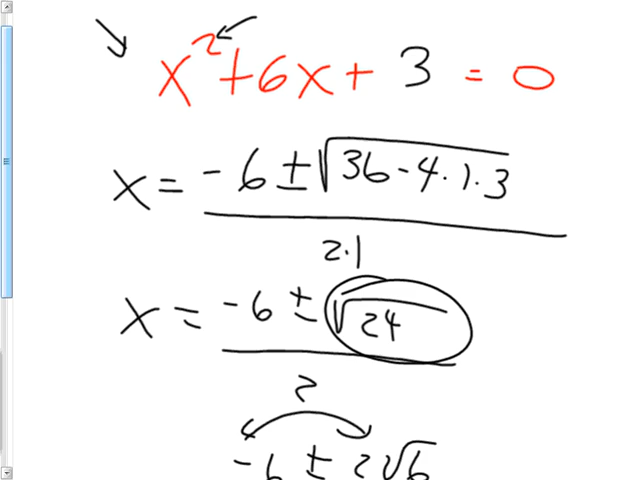 x²+6x+3=0
x = -6 ± √36-4·1·3
2·1
x = -6 ± √24
2
-6 ± 2√6